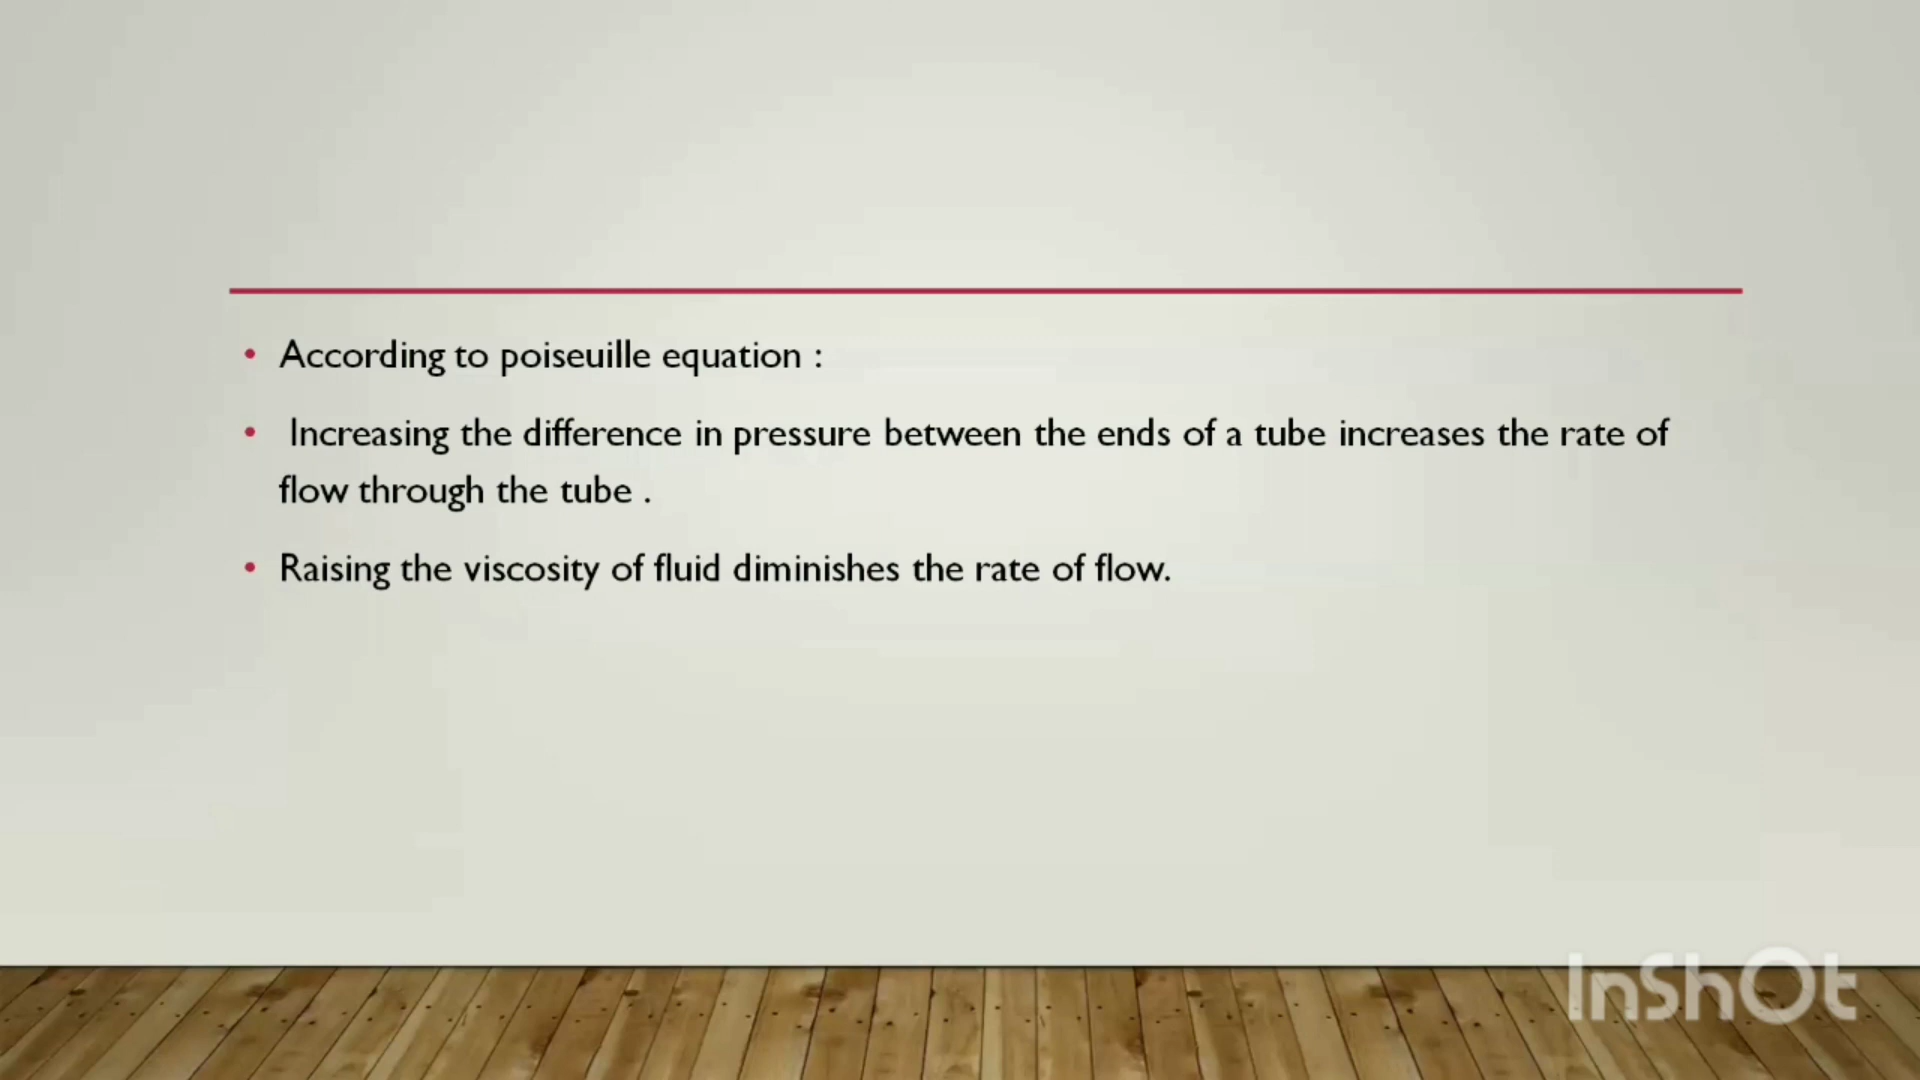 • According to poiseuille equation :
• Increasing the difference in pressure between the ends of a tube increases the rate of
flow through the tube .
• Raising the viscosity of fluid diminishes the rate of flow.
InShOt